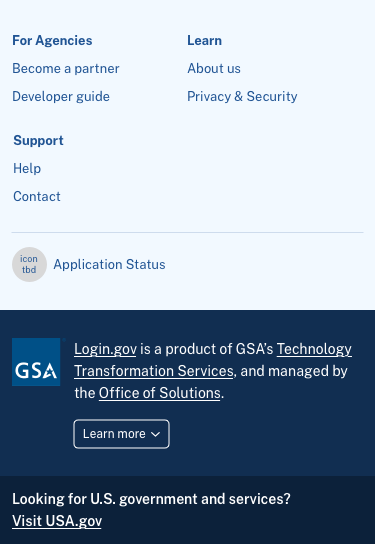 For Agencies
Become a partner
Developer guide
Learn
About us
Privacy & Security
Support
Help
Contact
icon
tbd
Application Status
GSA
Login.gov is a product of GSA’s Technology
Transformation Services, and managed by
the Office of Solutions.
Learn more
Looking for U.S. government and services?
Visit USA.gov